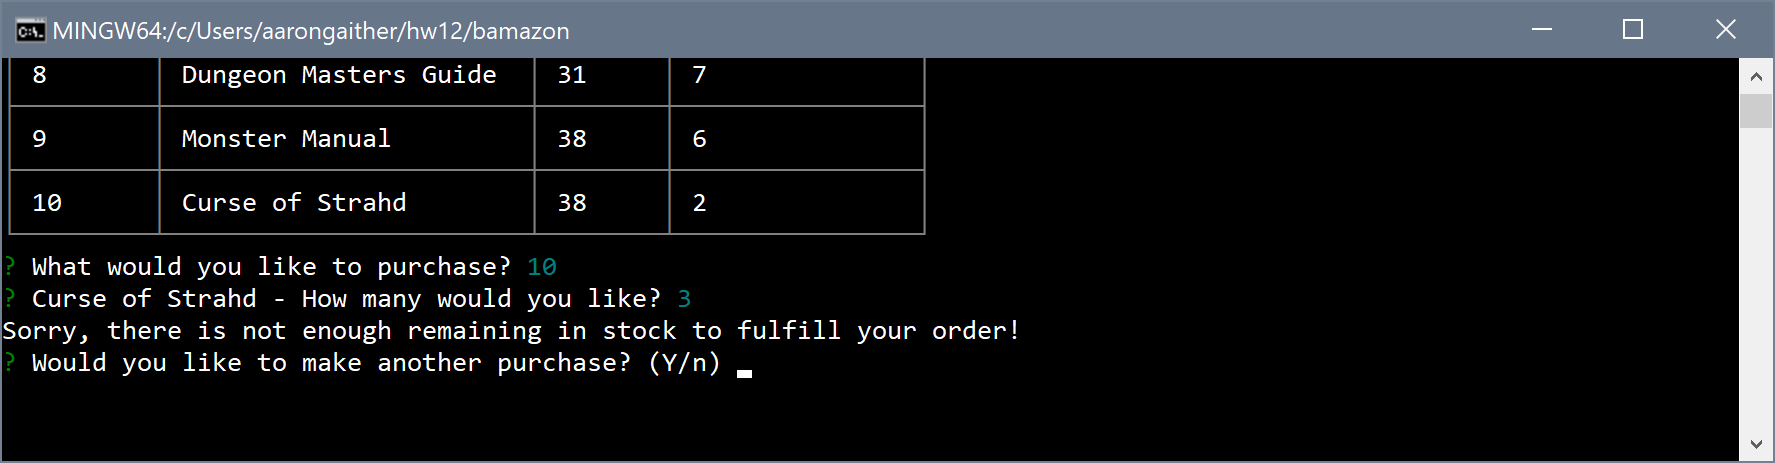 MINGW64:/c/Users/aarongaither/hw12/bamazon
8 Dungeon Masters Guide 31 7
9 Monster Manual 38 6
10 Curse of Strahd 38 2
? What would you like to purchase? 10
? Curse of Strahd - How many would you like? 3
Sorry, there is not enough remaining in stock to fulfill your order!
? Would you like to make another purchase? (Y/n)